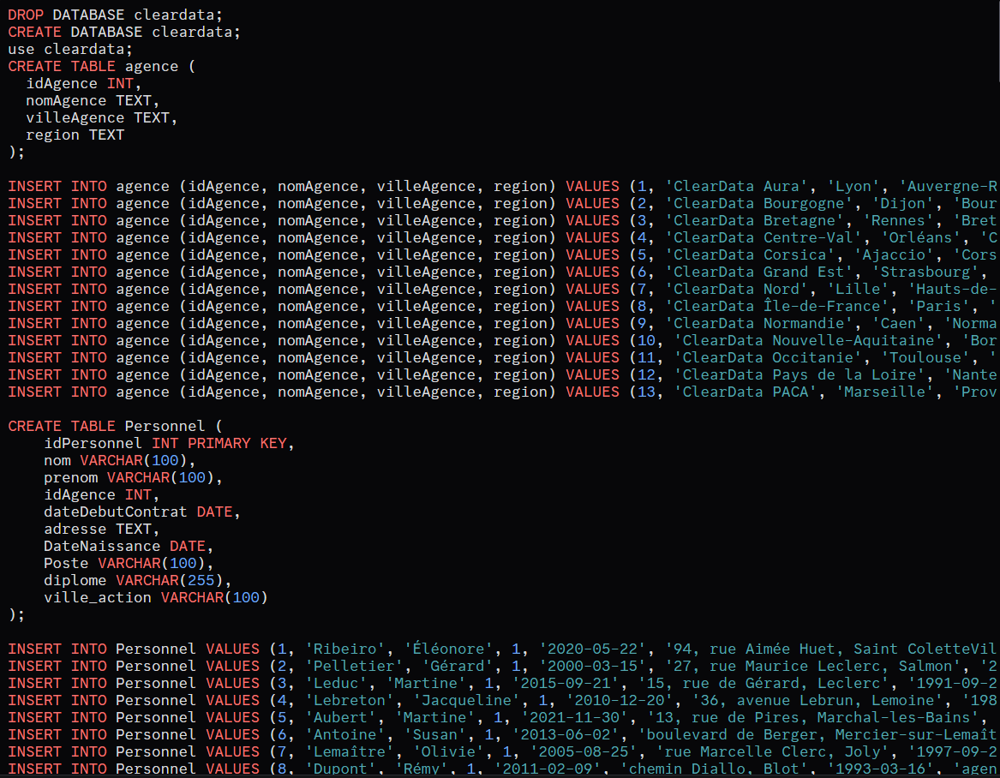 DROP DATABASE cleardata;
CREATE DATABASE cleardata;
use cleardata;
CREATE TABLE agence (
  idAgence INT,
  nomAgence TEXT,
  villeAgence TEXT,
  region TEXT
);
INSERT INTO agence (idAgence, nomAgence, villeAgence, region) VALUES (1, 'ClearData Aura', 'Lyon', 'Auvergne-R
INSERT INTO agence (idAgence, nomAgence, villeAgence, region) VALUES (2, 'ClearData Bourgogne', 'Dijon', 'Bour
INSERT INTO agence (idAgence, nomAgence, villeAgence, region) VALUES (3, 'ClearData Bretagne', 'Rennes', 'Bret
INSERT INTO agence (idAgence, nomAgence, villeAgence, region) VALUES (4, 'ClearData Centre-Val', 'Orléans', 'C
INSERT INTO agence (idAgence, nomAgence, villeAgence, region) VALUES (5, 'ClearData Corsica', 'Ajaccio', 'Cors
INSERT INTO agence (idAgence, nomAgence, villeAgence, region) VALUES (6, 'ClearData Grand Est', 'Strasbourg',
INSERT INTO agence (idAgence, nomAgence, villeAgence, region) VALUES (7, 'ClearData Nord', 'Lille', 'Hauts-de-
INSERT INTO agence (idAgence, nomAgence, villeAgence, region) VALUES (8, 'ClearData Île-de-France', 'Paris', '
INSERT INTO agence (idAgence, nomAgence, villeAgence, region) VALUES (9, 'ClearData Normandie', 'Caen', 'Norma
INSERT INTO agence (idAgence, nomAgence, villeAgence, region) VALUES (10, 'ClearData Nouvelle-Aquitaine', 'Bor
INSERT INTO agence (idAgence, nomAgence, villeAgence, region) VALUES (11, 'ClearData Occitanie', 'Toulouse', '
INSERT INTO agence (idAgence, nomAgence, villeAgence, region) VALUES (12, 'ClearData Pays de la Loire', 'Nante
INSERT INTO agence (idAgence, nomAgence, villeAgence, region) VALUES (13, 'ClearData PACA', 'Marseille', 'Prov
CREATE TABLE Personnel (
    idPersonnel INT PRIMARY KEY,
    nom VARCHAR(100),
    prenom VARCHAR(100),
    idAgence INT,
    dateDebutContrat DATE,
    adresse TEXT,
    DateNaissance DATE,
    Poste VARCHAR(100),
    diplome VARCHAR(255),
    ville_action VARCHAR(100)
);
INSERT INTO Personnel VALUES (1, 'Ribeiro', 'Éléonore', 1, '2020-05-22', '94, rue Aimée Huet, Saint ColetteVil
INSERT INTO Personnel VALUES (2, 'Pelletier', 'Gérard', 1, '2000-03-15', '27, rue Maurice Leclerc, Salmon', '2
INSERT INTO Personnel VALUES (3, 'Leduc', 'Martine', 1, '2015-09-21', '15, rue de Gérard, Leclerc', '1991-09-2
INSERT INTO Personnel VALUES (4, 'Lebreton', 'Jacqueline', 1, '2010-12-20', '36, avenue Lebrun, Lemoine', '198
INSERT INTO Personnel VALUES (5, 'Aubert', 'Martine', 1, '2021-11-30', '13, rue de Pires, Marchal-les-Bains',
INSERT INTO Personnel VALUES (6, 'Antoine', 'Susan', 1, '2013-06-02', 'boulevard de Berger, Mercier-sur-Lemaît
INSERT INTO Personnel VALUES (7, 'Lemaître', 'Olivie', 1, '2005-08-25', 'rue Marcelle Clerc, Joly', '1997-09-2
INSERT INTO Personnel VALUES (8, 'Dupont', 'Rémy', 1, '2011-02-09', 'chemin Diallo, Blot', '1993-03-16', 'agen